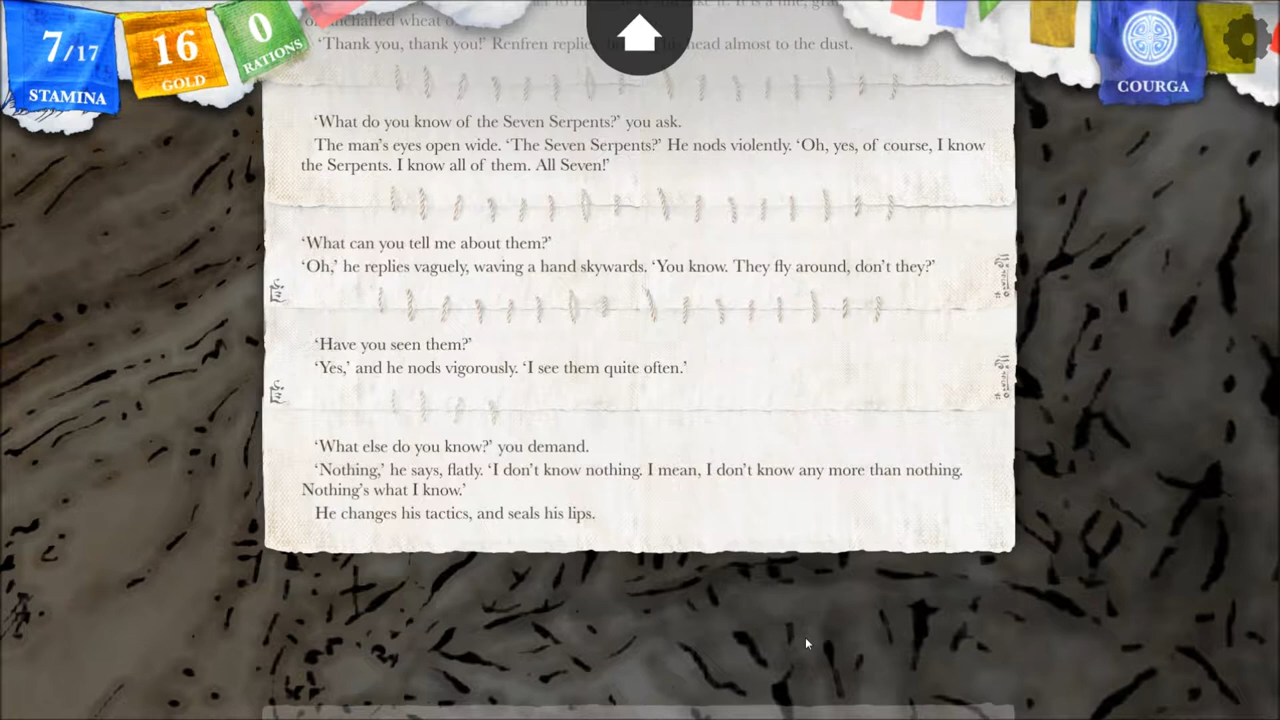 7/17
STAMINA
16
GOLD
0
RATIONS
COURGA
wheat
‘Thank you, thank you!’ Renfren replies, head almost to the dust.
‘What do you know of the Seven Serpents?’ you ask.
The man’s eyes open wide. ‘The Seven Serpents?’ He nods violently. ‘Oh, yes, of course, I know
the Serpents. I know all of them. All Seven!’
‘What can you tell me about them?’
‘Oh,’ he replies vaguely, waving a hand skywards. ‘You know. They fly around, don’t they?’
‘Have you seen them?’
‘Yes,’ and he nods vigorously. ‘I see them quite often.’
‘What else do you know?’ you demand.
‘Nothing,’ he says, flatly. ‘I don’t know nothing. I mean, I don’t know any more than nothing.
Nothing’s what I know.’
He changes his tactics, and seals his lips.